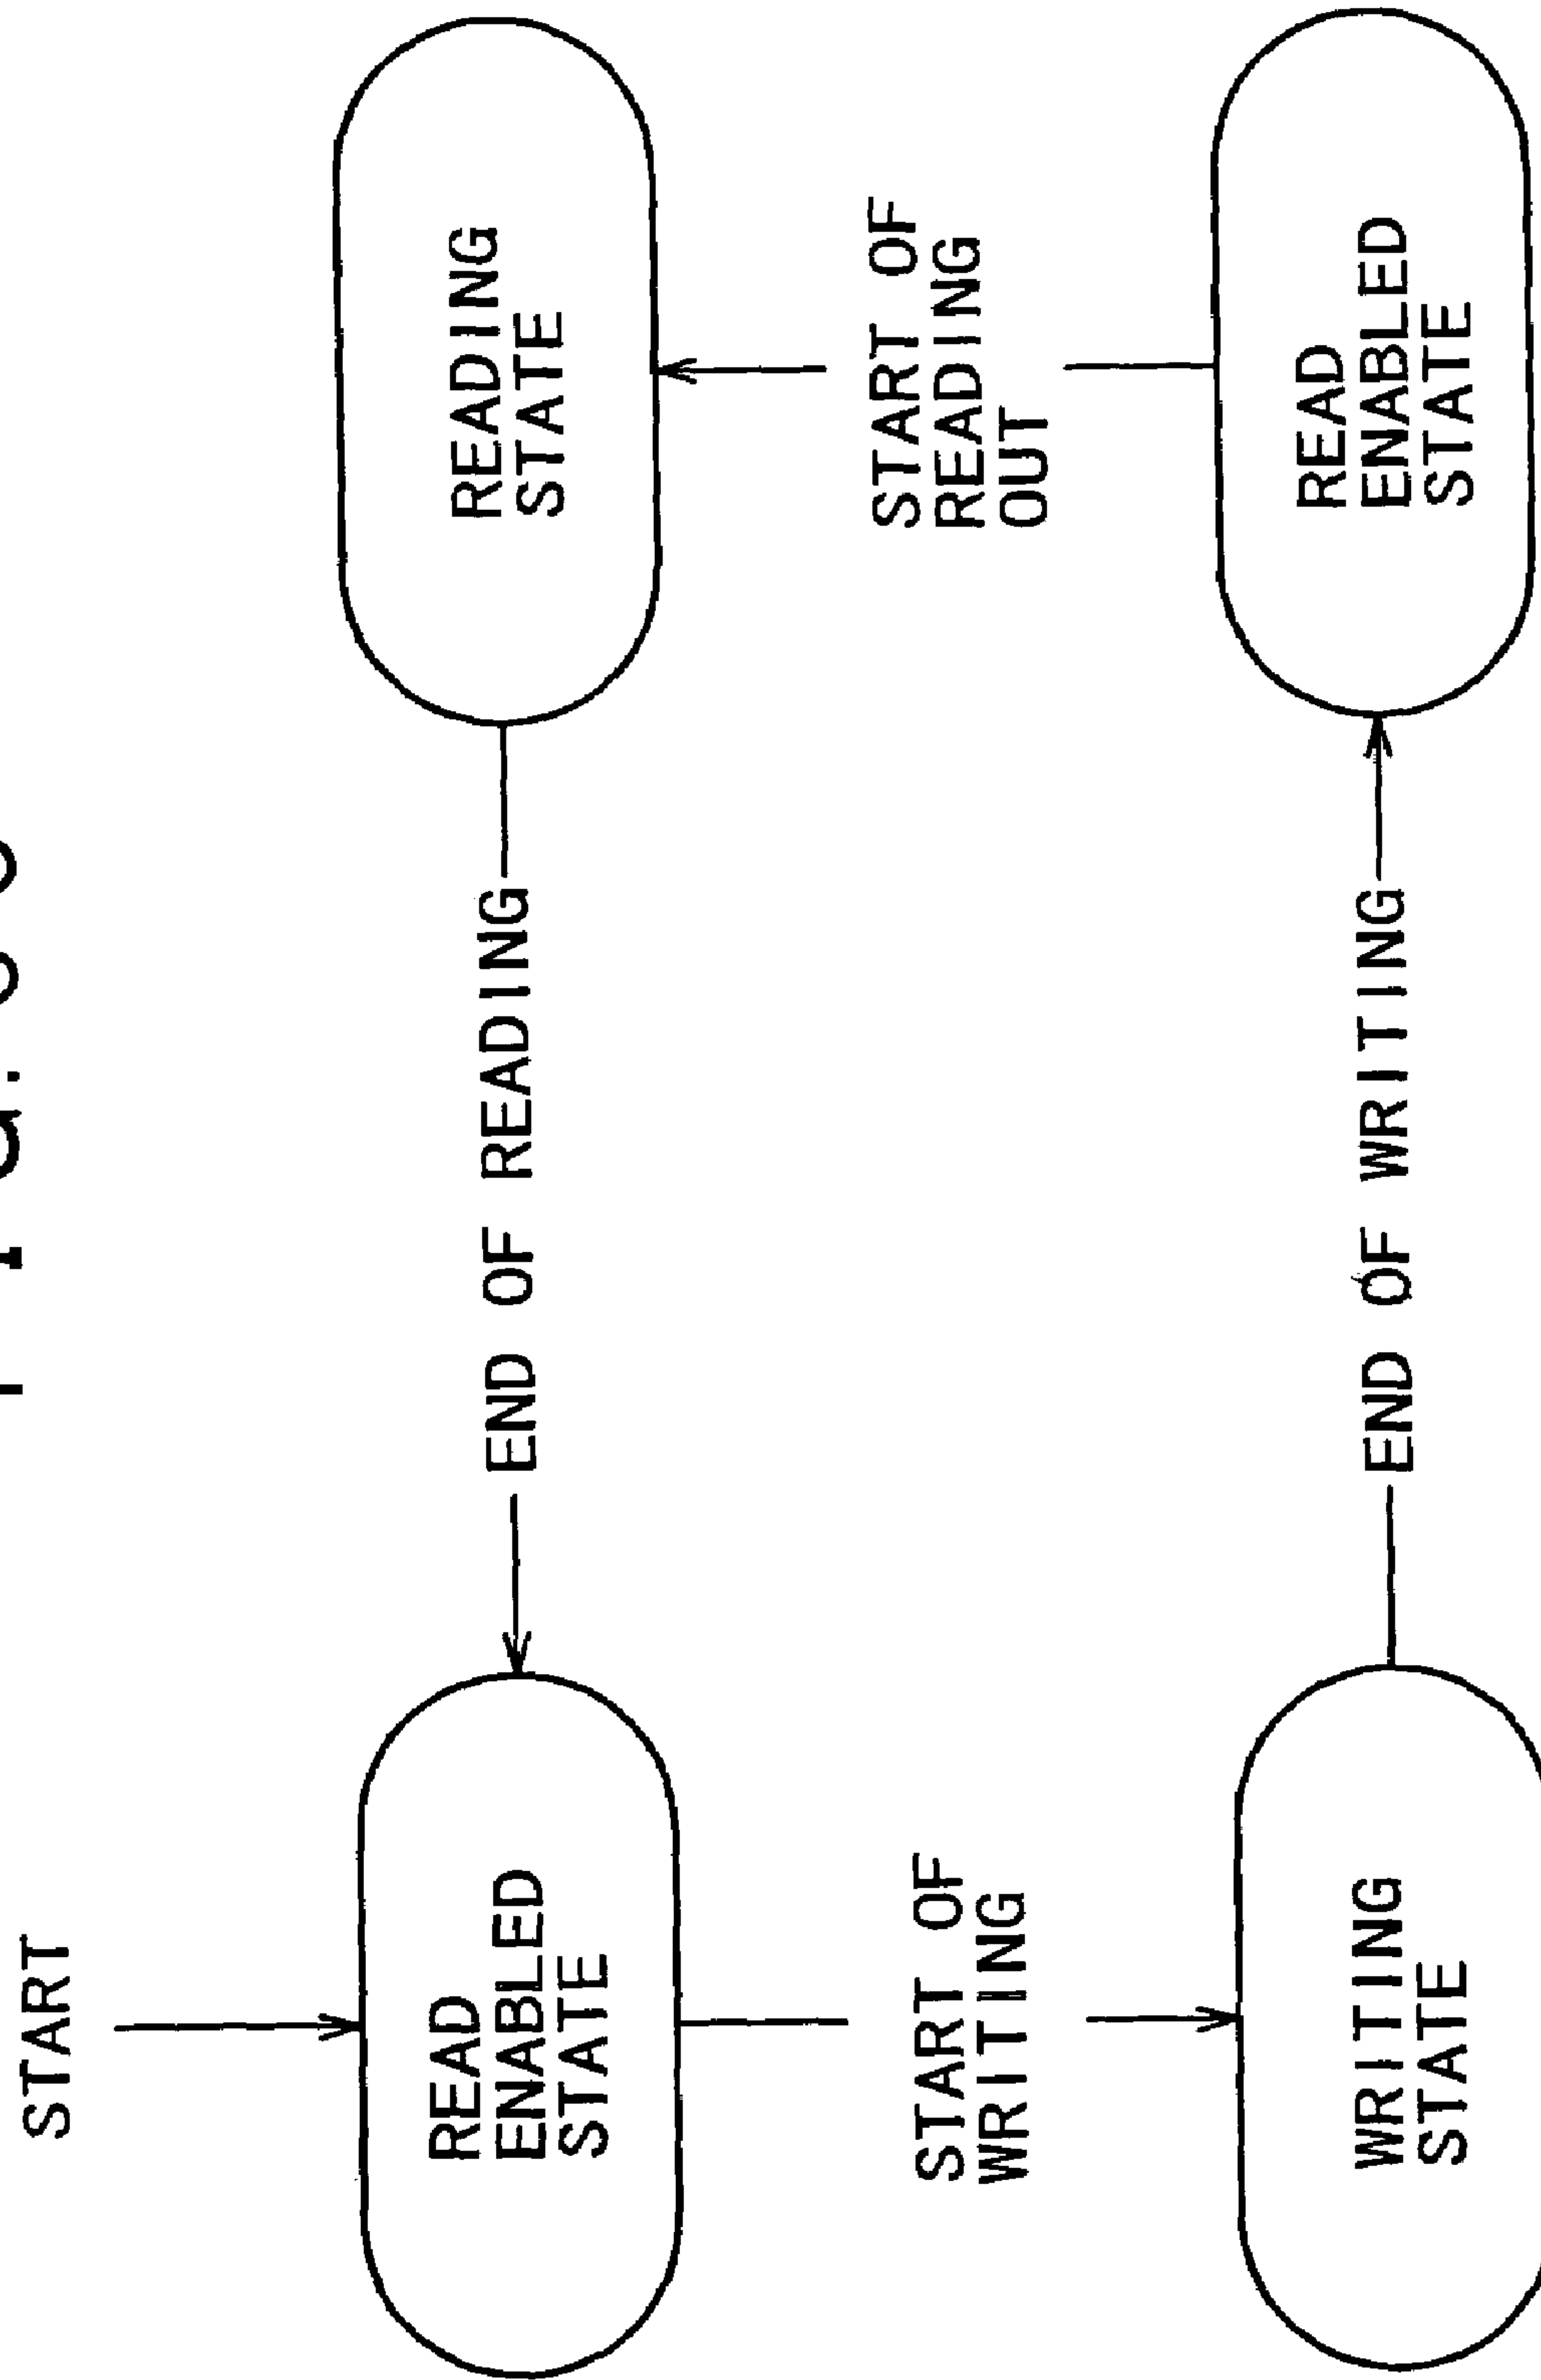 START
READ
ENABLED
STATE
END OF READING
READING
STATE
START OF
WRITING
START OF
READING
OUT
WRITING
STATE
END OF WRITING
READ
ENABLED
STATE